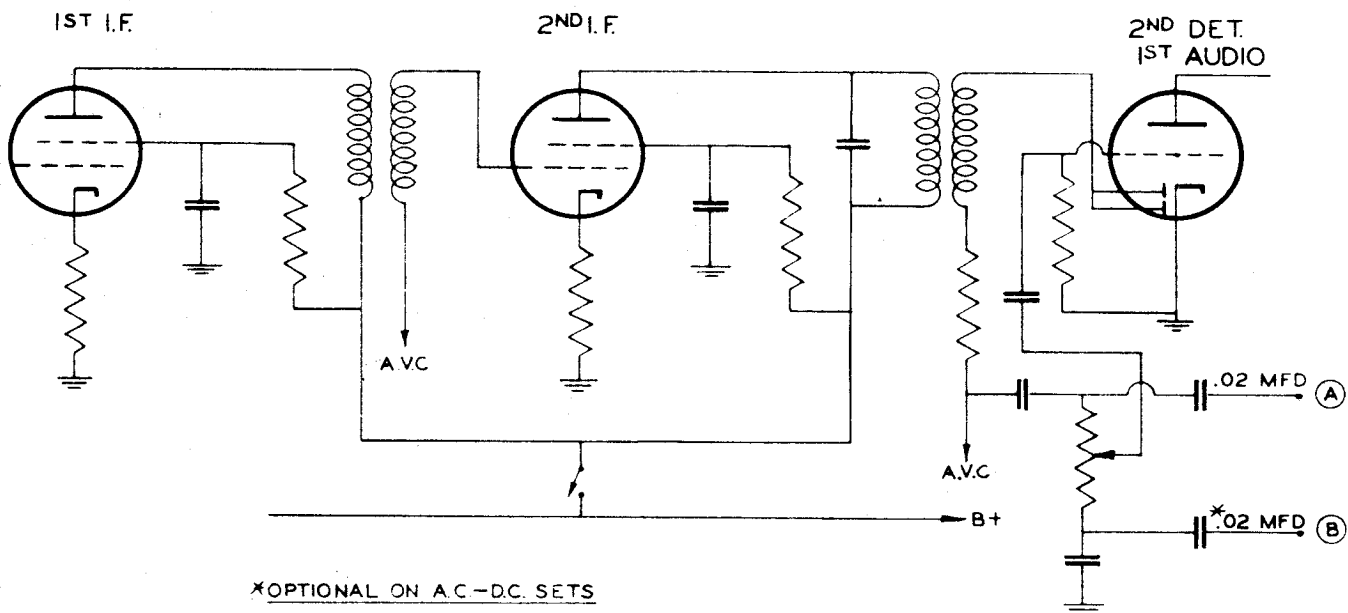 1ST I.F.
2ND I.F.
2ND DET.
1ST AUDIO
A.V.C
.02 MFD A
A.V.C
B+
*.02 MFD B
*OPTIONAL ON A.C.-D.C. SETS